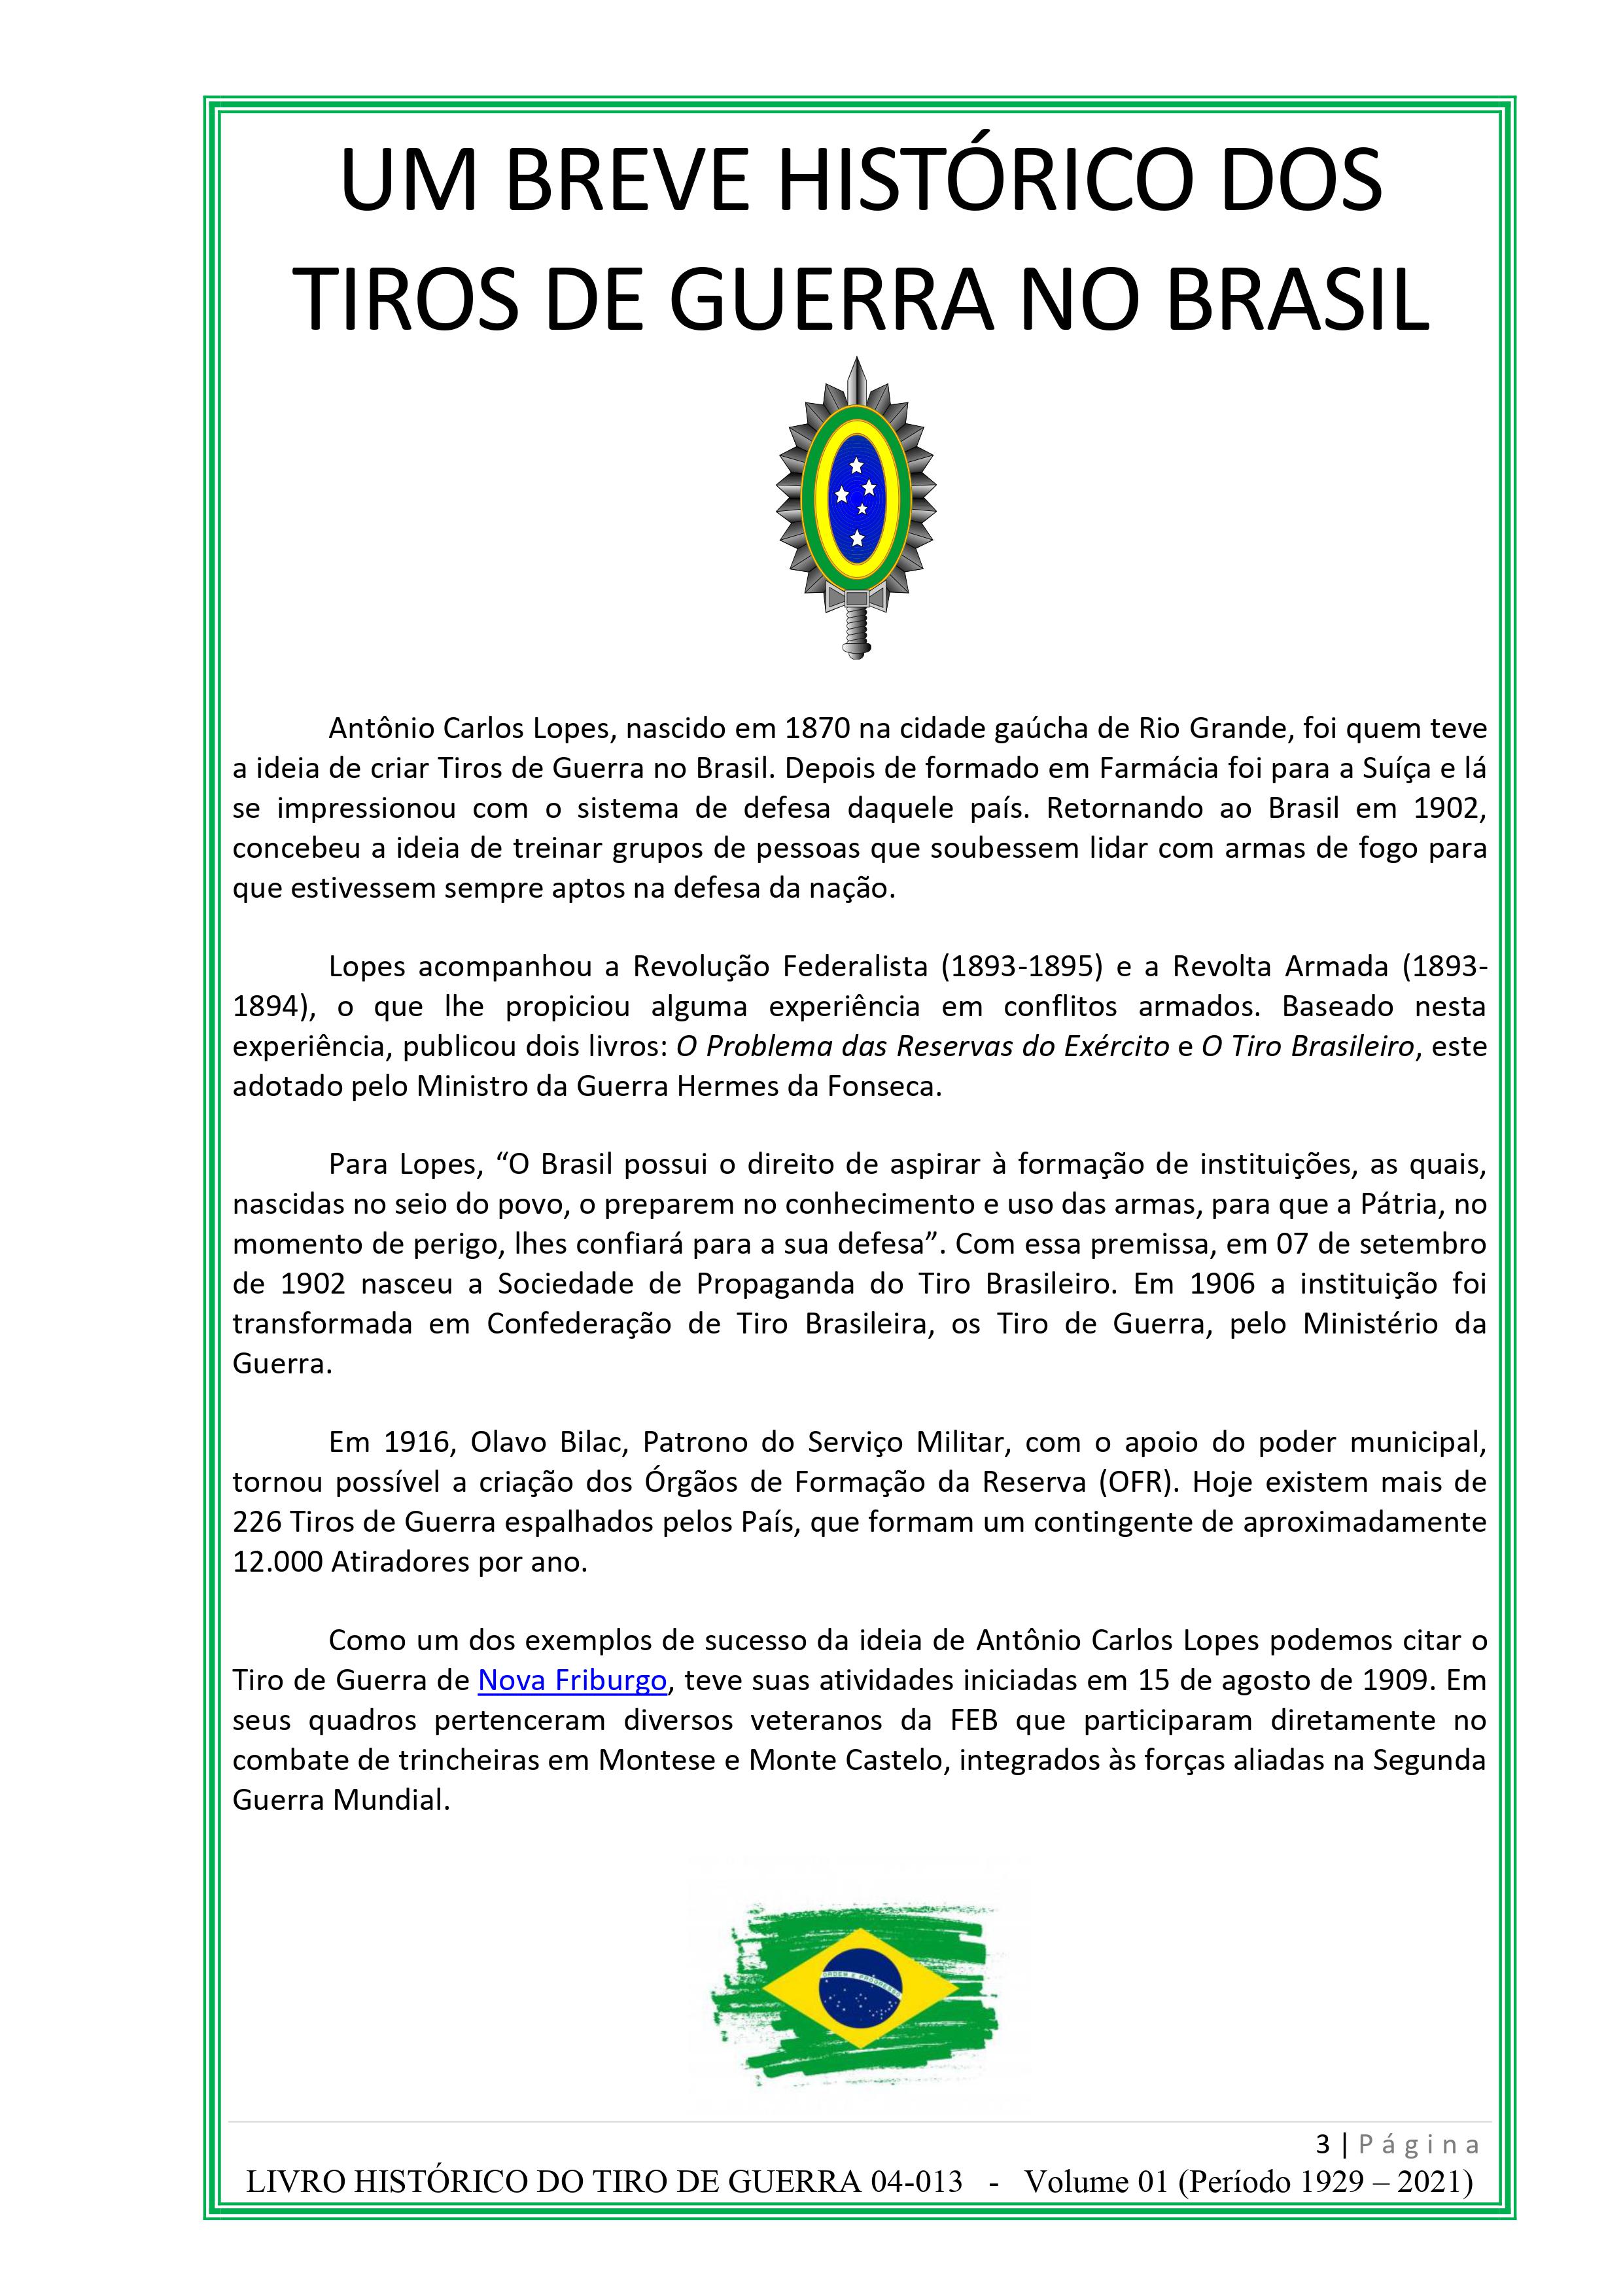 UM BREVE HISTÓRICO DOS
TIROS DE GUERRA NO BRASIL
Antônio Carlos Lopes, nascido em 1870 na cidade gaúcha de Rio Grande, foi quem teve
a ideia de criar Tiros de Guerra no Brasil. Depois de formado em Farmácia foi para a Suíça e lá
se impressionou com o sistema de defesa daquele país. Retornando ao Brasil em 1902,
concebeu a ideia de treinar grupos de pessoas que soubessem lidar com armas de fogo para
que estivessem sempre aptos na defesa da nação.
Lopes acompanhou a Revolução Federalista (1893-1895) e a Revolta Armada (1893-
1894), o que lhe propiciou alguma experiência em conflitos armados. Baseado nesta
experiência, publicou dois livros: O Problema das Reservas do Exército e O Tiro Brasileiro, este
adotado pelo Ministro da Guerra Hermes da Fonseca.
Para Lopes, “O Brasil possui o direito de aspirar à formação de instituições, as quais,
nascidas no seio do povo, o preparem no conhecimento e uso das armas, para que a Pátria, no
momento de perigo, lhes confiará para a sua defesa”. Com essa premissa, em 07 de setembro
de 1902 nasceu a Sociedade de Propaganda do Tiro Brasileiro. Em 1906 a instituição foi
transformada em Confederação de Tiro Brasileira, os Tiro de Guerra, pelo Ministério da
Guerra.
Em 1916, Olavo Bilac, Patrono do Serviço Militar, com o apoio do poder municipal,
tornou possível a criação dos Órgãos de Formação da Reserva (OFR). Hoje existem mais de
226 Tiros de Guerra espalhados pelos País, que formam um contingente de aproximadamente
12.000 Atiradores por ano.
Como um dos exemplos de sucesso da ideia de Antônio Carlos Lopes podemos citar o
Tiro de Guerra de Nova Friburgo, teve suas atividades iniciadas em 15 de agosto de 1909. Em
seus quadros pertenceram diversos veteranos da FEB que participaram diretamente no
combate de trincheiras em Montese e Monte Castelo, integrados às forças aliadas na Segunda
Guerra Mundial.
ORDEM E PROGRESSO
3 | Página
LIVRO HISTÓRICO DO TIRO DE GUERRA 04-013 - Volume 01 (Período 1929 – 2021)